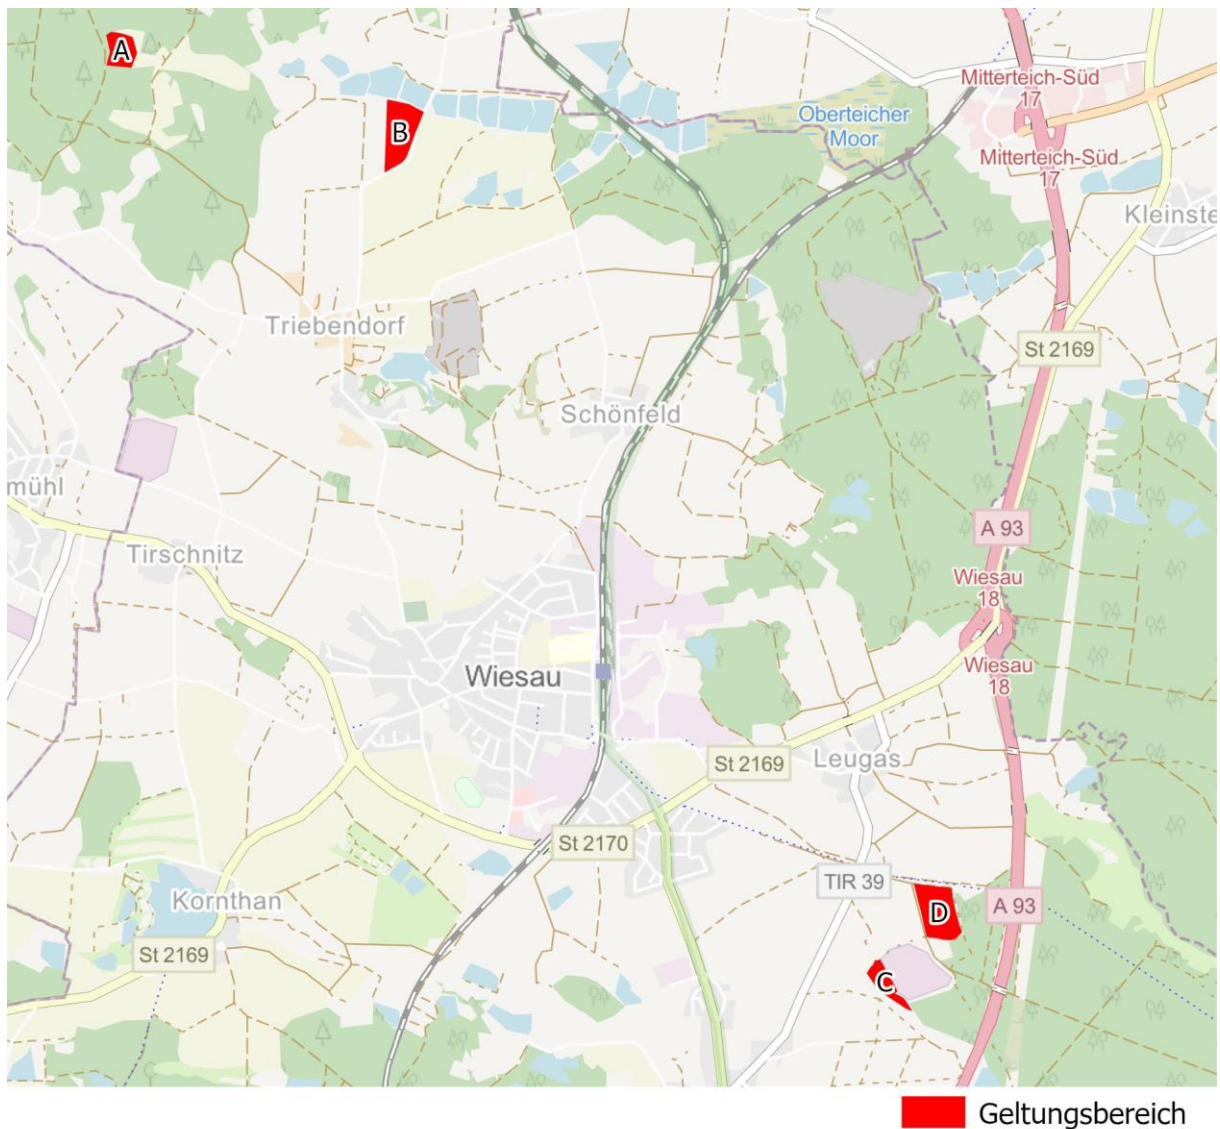 A
B
Mitterteich-Süd
17
Oberteicher
Moor
Mitterteich-Süd
17
Kleinste
Triebendorf
St 2169
Schönfeld
mühl
A 93
Tirschnitz
Wiesau
18
Wiesau
Wiesau
18
Leugas
St 2169
St 2170
TIR 39
Kornthan
A 93
D
St 2169
C
Geltungsbereich